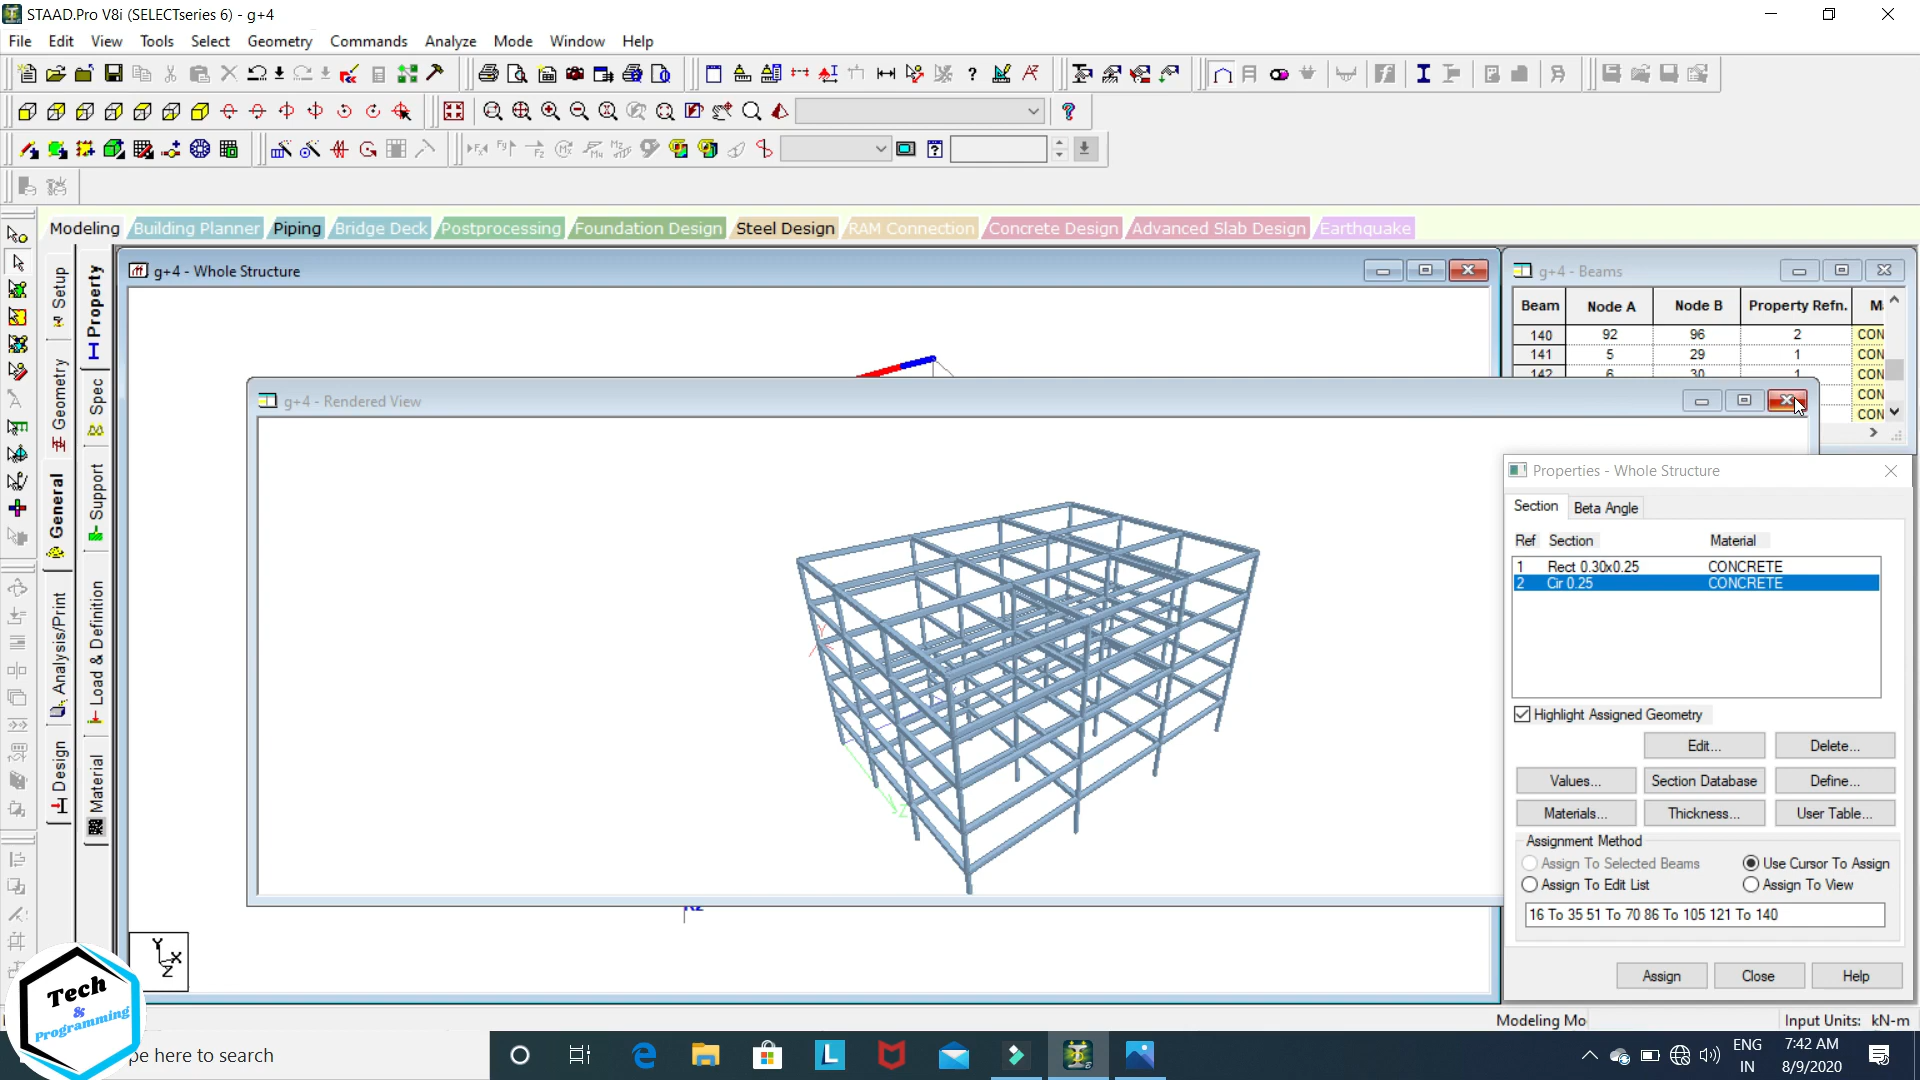 STAAD.Pro V8i (SELECTseries 6) - g+4
File Edit View Tools Select Geometry Commands Analyze Mode Window Help
Modeling Building Planner Piping Bridge Deck Postprocessing Foundation Design Steel Design RAM Connection Concrete Design Advanced Slab Design Earthquake
Setup
Geometry
General
Analysis/Print
Design
Property
Spec
Support
Load & Definition
Material
g+4 - Whole Structure
g+4 - Rendered View
Y
Z
Y
X
Z
g+4 - Beams
Beam Node A Node B Property Refn.
140 92 96 2 CON
141 5 29 1 CON
142 6 30 1 CON
CON
CON
Properties - Whole Structure
Section Beta Angle
Ref Section Material
1 Rect 0.30x0.25 CONCRETE
2 Cir 0.25 CONCRETE
Highlight Assigned Geometry
Edit... Delete...
Values... Section Database Define...
Materials... Thickness... User Table...
Assignment Method
Assign To Selected Beams Use Cursor To Assign
Assign To Edit List Assign To View
16 To 35 51 To 70 86 To 105 121 To 140
Assign Close Help
Modeling Mo Input Units: kN-m
Tech
&
Programming
pe here to search
ENG
IN
7:42 AM
8/9/2020